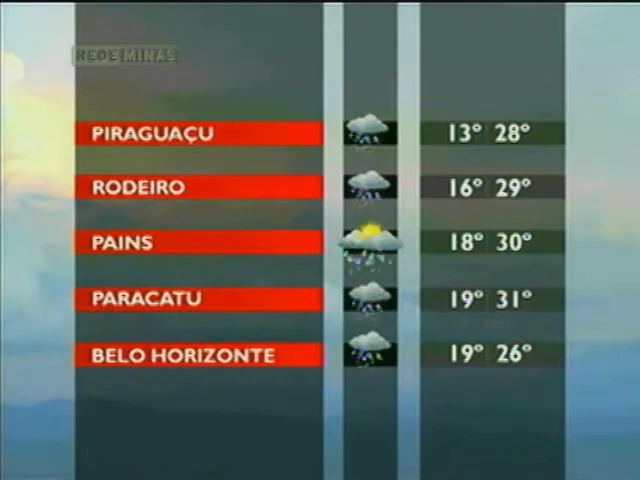 REDE MINAS
PIRAGUAÇU 13° 28°
RODEIRO 16° 29°
PAINS 18° 30°
PARACATU 19° 31°
BELO HORIZONTE 19° 26°